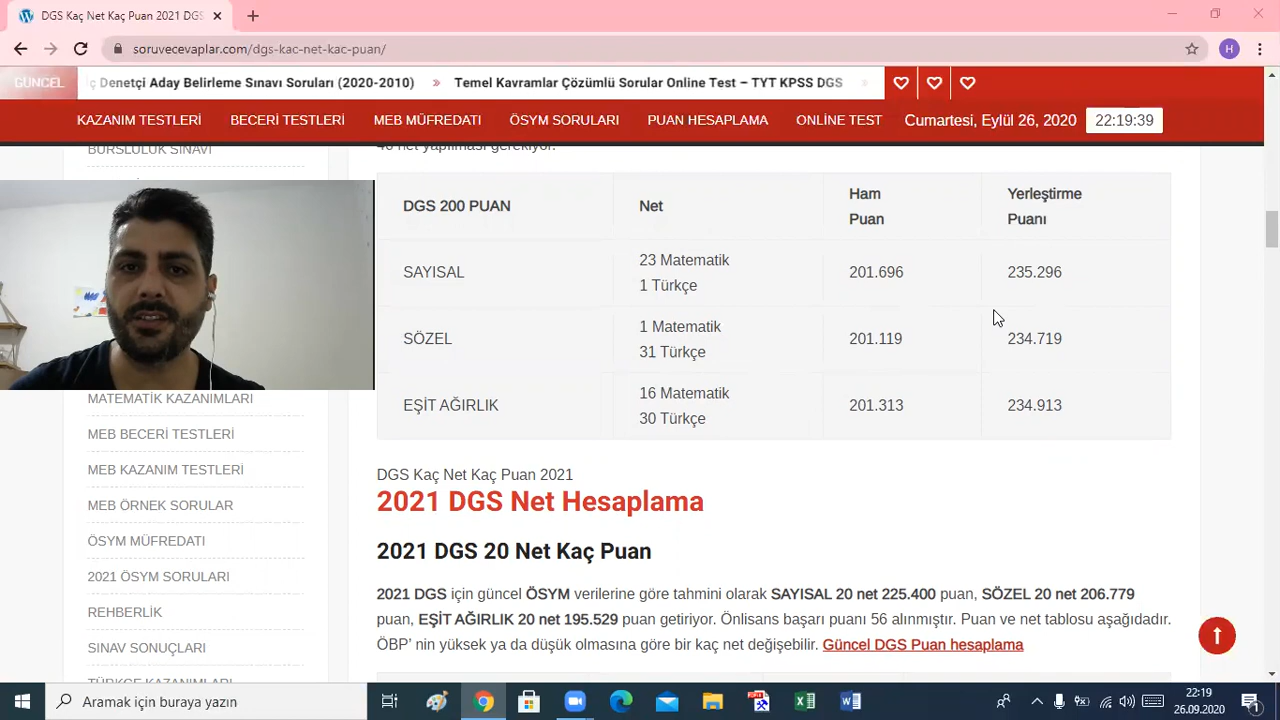 DGS Kaç Net Kaç Puan 2021 DGS
soruvecevaplar.com/dgs-kac-net-kac-puan/
H
GÜNCEL
ç Denetçi Aday Belirleme Sınavı Soruları (2020-2010) » Temel Kavramlar Çözümlü Sorular Online Test – TYT KPSS DGS »
KAZANIM TESTLERİ BECERİ TESTLERİ MEB MÜFREDATI ÖSYM SORULARI PUAN HESAPLAMA ONLİNE TEST Cumartesi, Eylül 26, 2020 22:19:39
BURSLULUK SINAVI
40 net yapılması gerekiyor.
DGS 200 PUAN Net Ham Puan Yerleştirme Puanı
SAYISAL 23 Matematik 1 Türkçe 201.696 235.296
SÖZEL 1 Matematik 31 Türkçe 201.119 234.719
EŞİT AĞIRLIK 16 Matematik 30 Türkçe 201.313 234.913
MATEMATİK KAZANIMLARI
MEB BECERİ TESTLERİ
MEB KAZANIM TESTLERİ
MEB ÖRNEK SORULAR
ÖSYM MÜFREDATI
2021 ÖSYM SORULARI
REHBERLİK
SINAV SONUÇLARI
TÜRKÇE KAZANIMLARI
DGS Kaç Net Kaç Puan 2021
2021 DGS Net Hesaplama
2021 DGS 20 Net Kaç Puan
2021 DGS için güncel ÖSYM verilerine göre tahmini olarak SAYISAL 20 net 225.400 puan, SÖZEL 20 net 206.779
puan, EŞİT AĞIRLIK 20 net 195.529 puan getiriyor. Önlisans başarı puanı 56 alınmıştır. Puan ve net tablosu aşağıdadır.
ÖBP’ nin yüksek ya da düşük olmasına göre bir kaç net değişebilir. Güncel DGS Puan hesaplama
Aramak için buraya yazın
22:19
26.09.2020
1